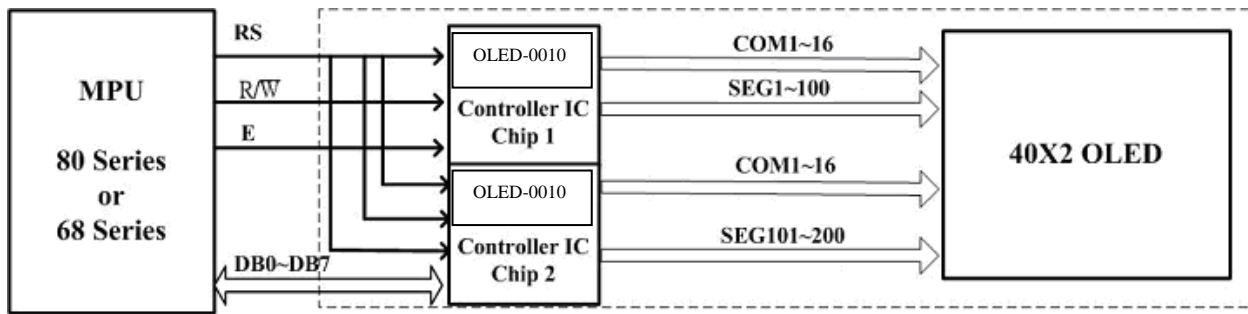 MPU
80 Series
or
68 Series
RS
R/W̅
E
DB0~DB7
OLED-0010
Controller IC
Chip 1
OLED-0010
Controller IC
Chip 2
COM1~16
SEG1~100
COM1~16
SEG101~200
40X2 OLED